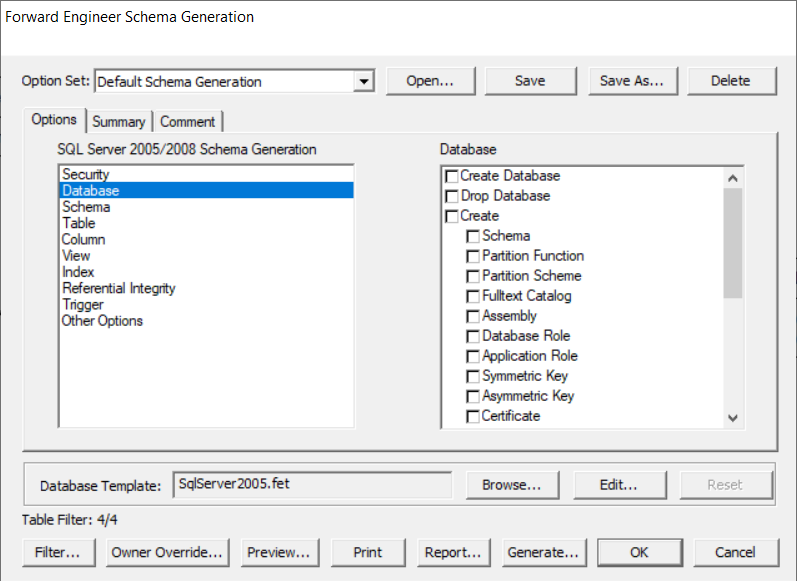 Forward Engineer Schema Generation
Option Set: Default Schema Generation Open... Save Save As... Delete
Options Summary Comment
SQL Server 2005/2008 Schema Generation
Security
Database
Schema
Table
Column
View
Index
Referential Integrity
Trigger
Other Options
Database
Create Database
Drop Database
Create
Schema
Partition Function
Partition Scheme
Fulltext Catalog
Assembly
Database Role
Application Role
Symmetric Key
Asymmetric Key
Certificate
Database Template: SqlServer2005.fet Browse... Edit... Reset
Table Filter: 4/4
Filter... Owner Override... Preview... Print Report... Generate... OK Cancel